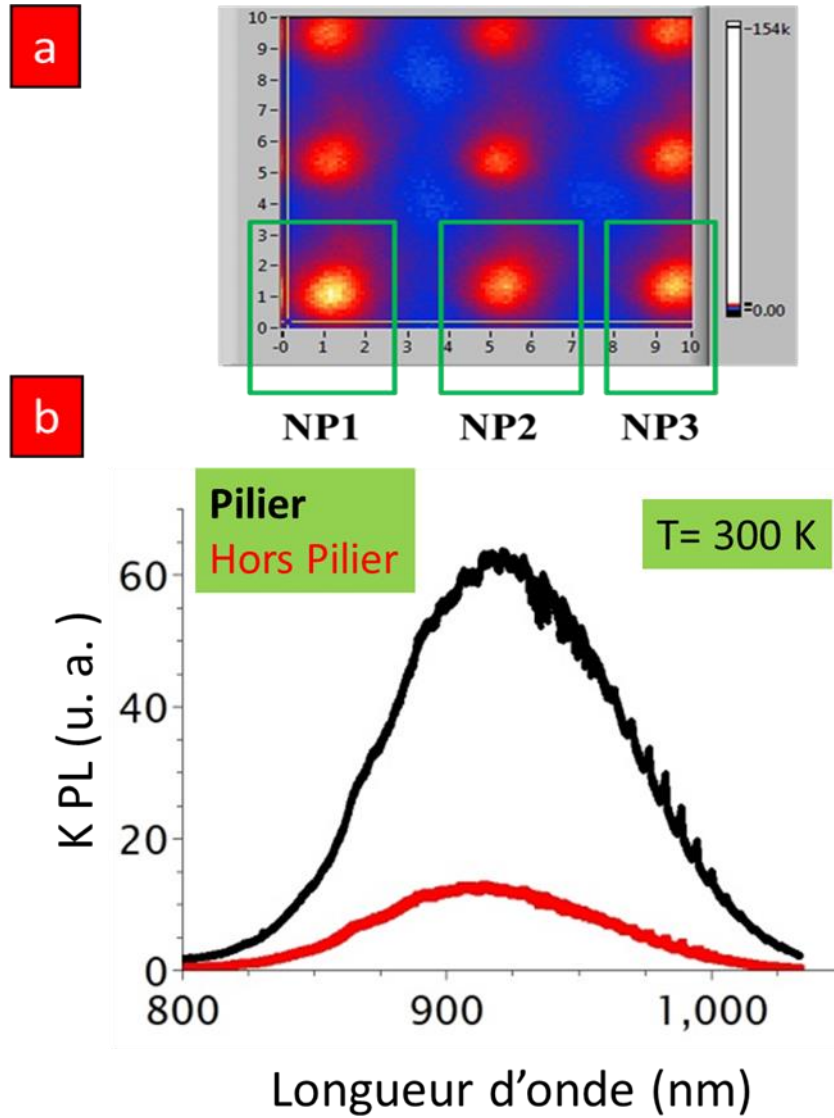 a
10
9
8
7
6
5
4
3
2
1
0
-154k
=0.00
-0 1 2 3 4 5 6 7 8 9 10
NP1 NP2 NP3
b
Pilier
Hors Pilier
T= 300 K
K PL (u. a. )
60
40
20
0
800 900 1,000
Longueur d’onde (nm)